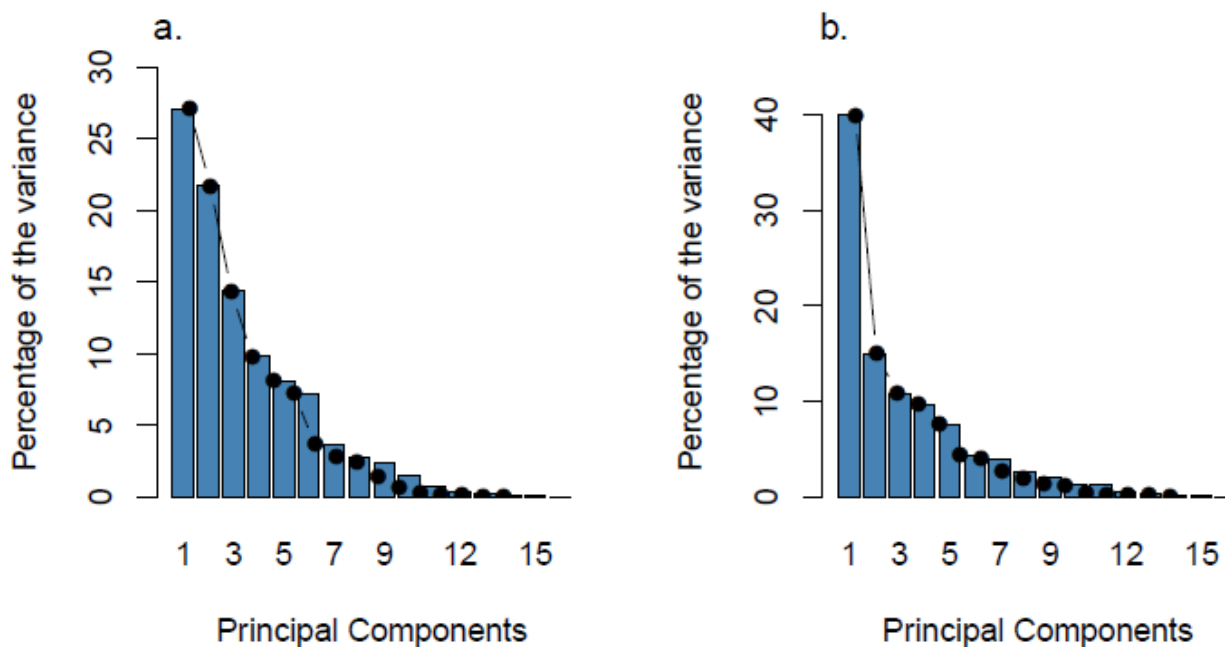 a.
Percentage of the variance
30
25
20
15
10
5
0
1 3 5 7 9 12 15
Principal Components
b.
Percentage of the variance
40
30
20
10
0
1 3 5 7 9 12 15
Principal Components